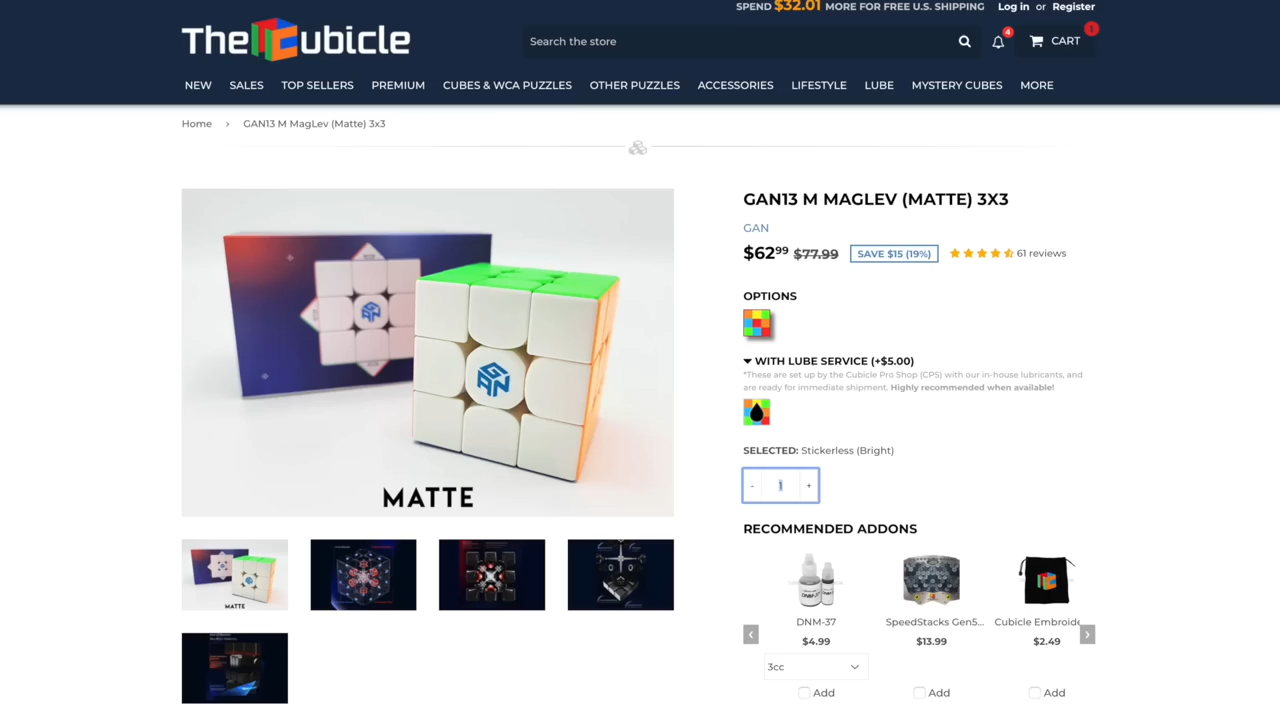 SPEND $32.01 MORE FOR FREE U.S. SHIPPING Log in or Register
TheCubicle
Search the store
4
CART
1
NEW SALES TOP SELLERS PREMIUM CUBES & WCA PUZZLES OTHER PUZZLES ACCESSORIES LIFESTYLE LUBE MYSTERY CUBES MORE
Home > GAN13 M MagLev (Matte) 3x3
GAN
MATTE
GAN13 M MAGLEV (MATTE) 3X3
GAN
$62.99 $77.99 SAVE $15 (19%) 61 reviews
OPTIONS
WITH LUBE SERVICE (+$5.00)
*These are set up by the Cubicle Pro Shop (CPS) with our in-house lubricants, and
are ready for immediate shipment. Highly recommended when available!
SELECTED: Stickerless (Bright)
- 1 +
RECOMMENDED ADDONS
DNM-37
$4.99
3cc
Add
SpeedStacks Gen5...
$13.99
Add
Cubicle Embroide
$2.49
Add
MATTE